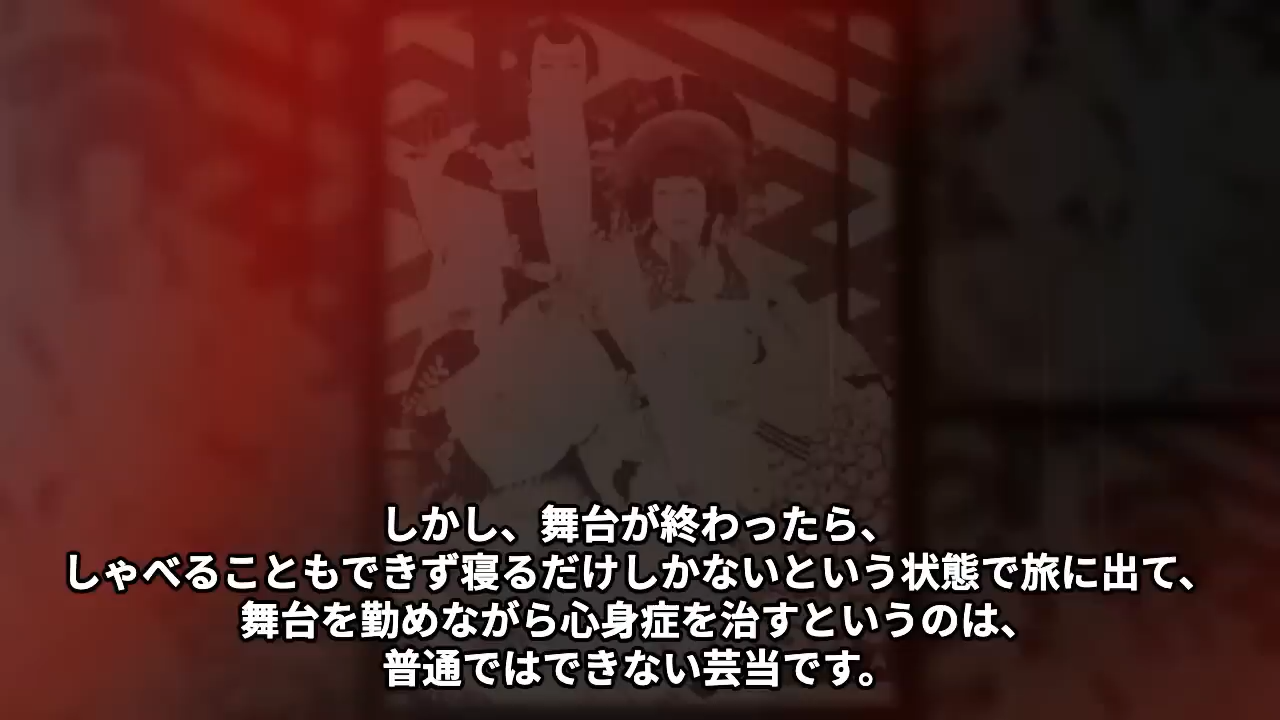 しかし、舞台が終わったら、
しゃべることもできず寝るだけしかないという状態で旅に出て、
舞台を勤めながら心身症を治すというのは、
普通ではできない芸当です。